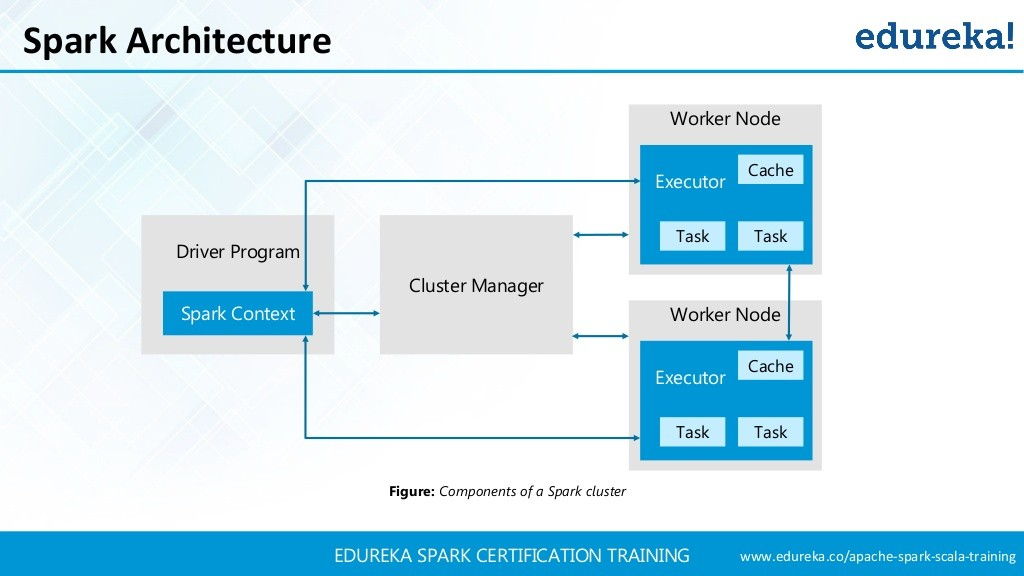 Spark Architecture
edureka!
Worker Node
Executor
Cache
Task
Task
Driver Program
Spark Context
Cluster Manager
Worker Node
Executor
Cache
Task
Task
Figure: Components of a Spark cluster
EDUREKA SPARK CERTIFICATION TRAINING
www.edureka.co/apache-spark-scala-training